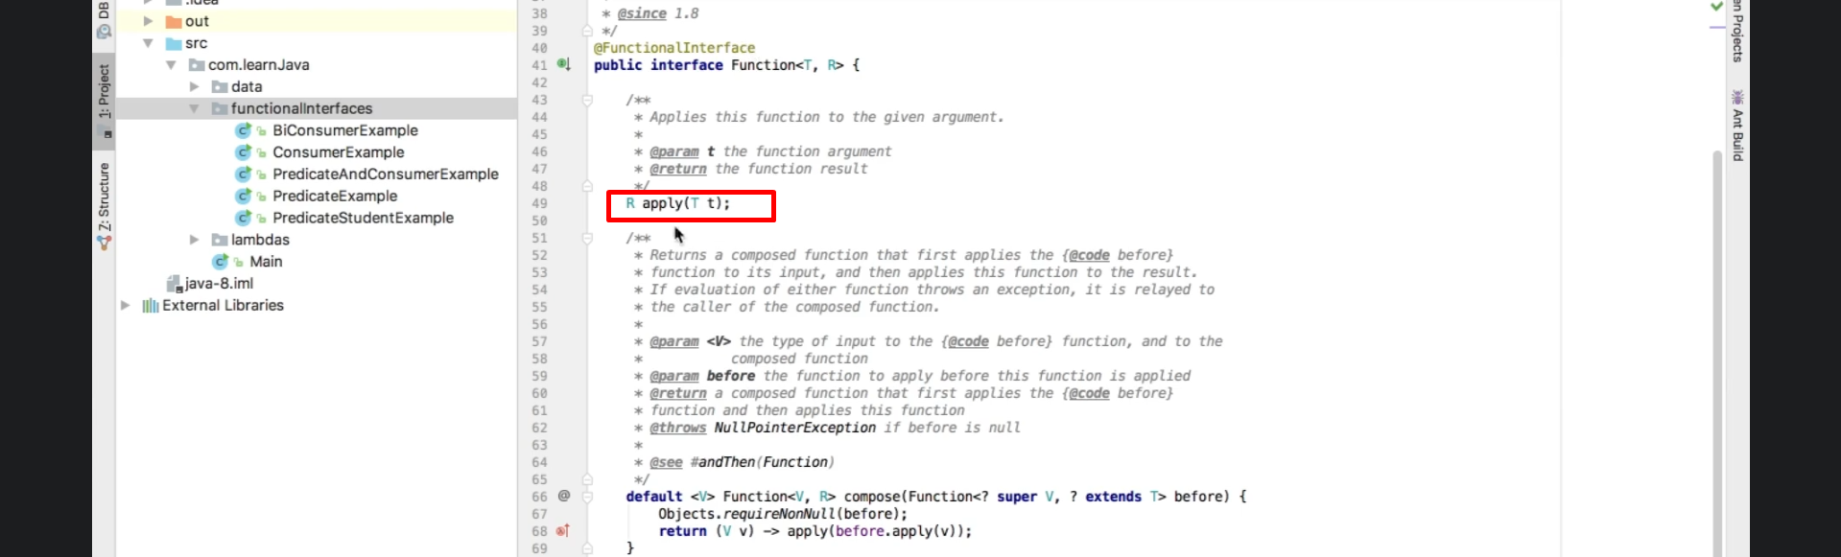 .idea
out
src
com.learnJava
data
functionalInterfaces
BiConsumerExample
ConsumerExample
PredicateAndConsumerExample
PredicateExample
PredicateStudentExample
lambdas
Main
java-8.iml
External Libraries
DB
1: Project
Z: Structure
38 * @since 1.8
39 */
40 @FunctionalInterface
41 public interface Function<T, R> {
42
43 /**
44 * Applies this function to the given argument.
45 *
46 * @param t the function argument
47 * @return the function result
48 */
49 R apply(T t);
50
51 /**
52 * Returns a composed function that first applies the {@code before}
53 * function to its input, and then applies this function to the result.
54 * If evaluation of either function throws an exception, it is relayed to
55 * the caller of the composed function.
56 *
57 * @param <V> the type of input to the {@code before} function, and to the
58 * composed function
59 * @param before the function to apply before this function is applied
60 * @return a composed function that first applies the {@code before}
61 * function and then applies this function
62 * @throws NullPointerException if before is null
63 *
64 * @see #andThen(Function)
65 */
66 @ default <V> Function<V, R> compose(Function<? super V, ? extends T> before) {
67 Objects.requireNonNull(before);
68 return (V v) -> apply(before.apply(v));
69 }
en Projects
Ant Build